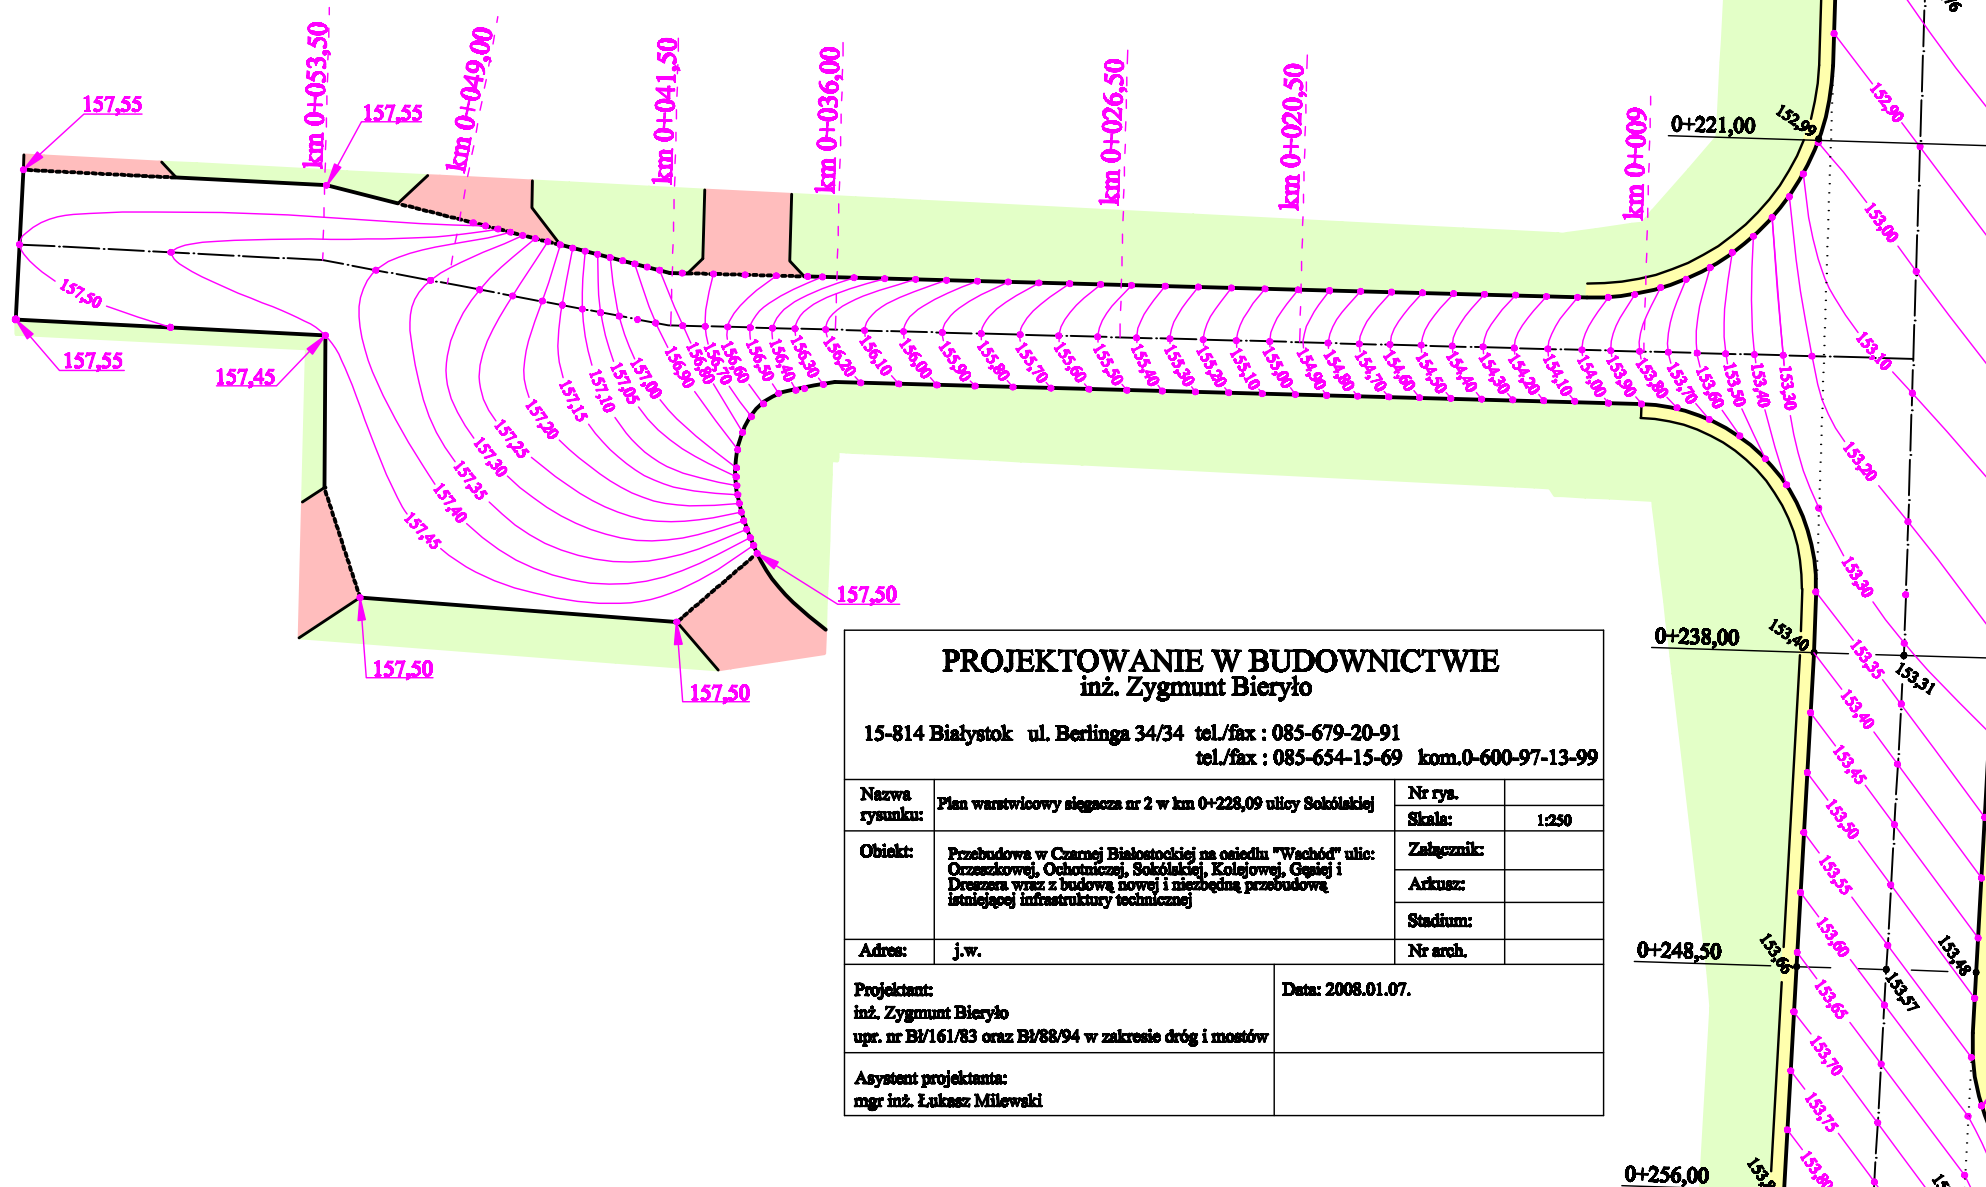 km 0+053,50
km 0+049,00
km 0+041,50
km 0+036,00
km 0+026,50
km 0+020,50
km 0+009
157,55
157,55
157,55
157,45
157,50
157,50
157,50
157,50
157,45
157,40
157,35
157,30
157,25
157,20
157,15
157,10
157,05
157,00
156,90
156,80
156,70
156,60
156,50
156,40
156,30
156,20
156,10
156,00
155,90
155,80
155,70
155,60
155,50
155,40
155,30
155,20
155,10
155,00
154,90
154,80
154,70
154,60
154,50
154,40
154,30
154,20
154,10
154,00
153,90
153,80
153,70
153,60
153,50
153,40
153,30
152,90
0+221,00
152,99
153,00
153,10
153,20
153,30
0+238,00
153,40
153,31
153,35
153,40
153,45
153,50
153,55
153,60
0+248,50
153,66
153,57
153,48
153,65
153,70
153,75
153,80
0+256,00
PROJEKTOWANIE W BUDOWNICTWIE
inż. Zygmunt Bieryło
15-814 Białystok ul. Berlinga 34/34 tel./fax : 085-679-20-91
tel./fax : 085-654-15-69 kom.0-600-97-13-99
Nazwa rysunku:
Plan warstwicowy sięgacza nr 2 w km 0+228,09 ulicy Sokólskiej
Nr rys.
Skala: 1:250
Obiekt:
Przebudowa w Czarnej Białostockiej na osiedlu "Wschód" ulic:
Orzeszkowej, Ochotniczej, Sokólskiej, Kolejowej, Gęsiej i
Dreszera wraz z budową nowej i niezbędną przebudową
istniejącej infrastruktury technicznej
Załącznik:
Arkusz:
Stadium:
Adres: j.w.
Nr arch.
Projektant:
inż. Zygmunt Bieryło
upr. nr Bł/161/83 oraz Bł/88/94 w zakresie dróg i mostów
Data: 2008.01.07.
Asystent projektanta:
mgr inż. Łukasz Milewski